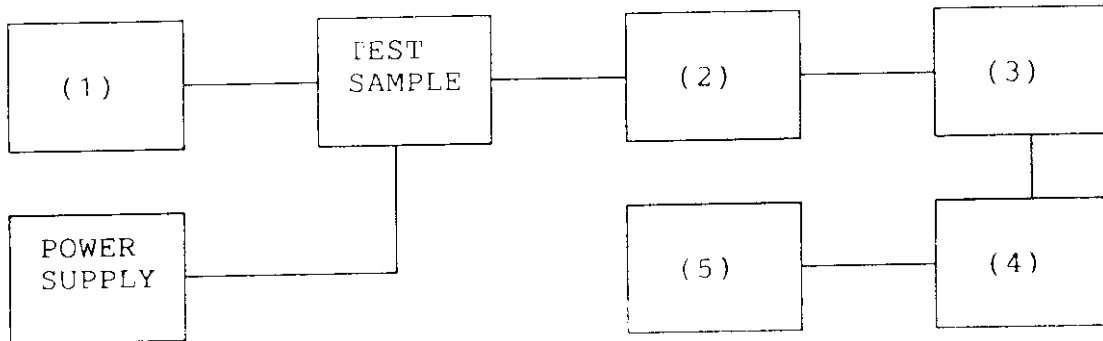 (1)
TEST
SAMPLE
(2)
(3)
POWER
SUPPLY
(5)
(4)